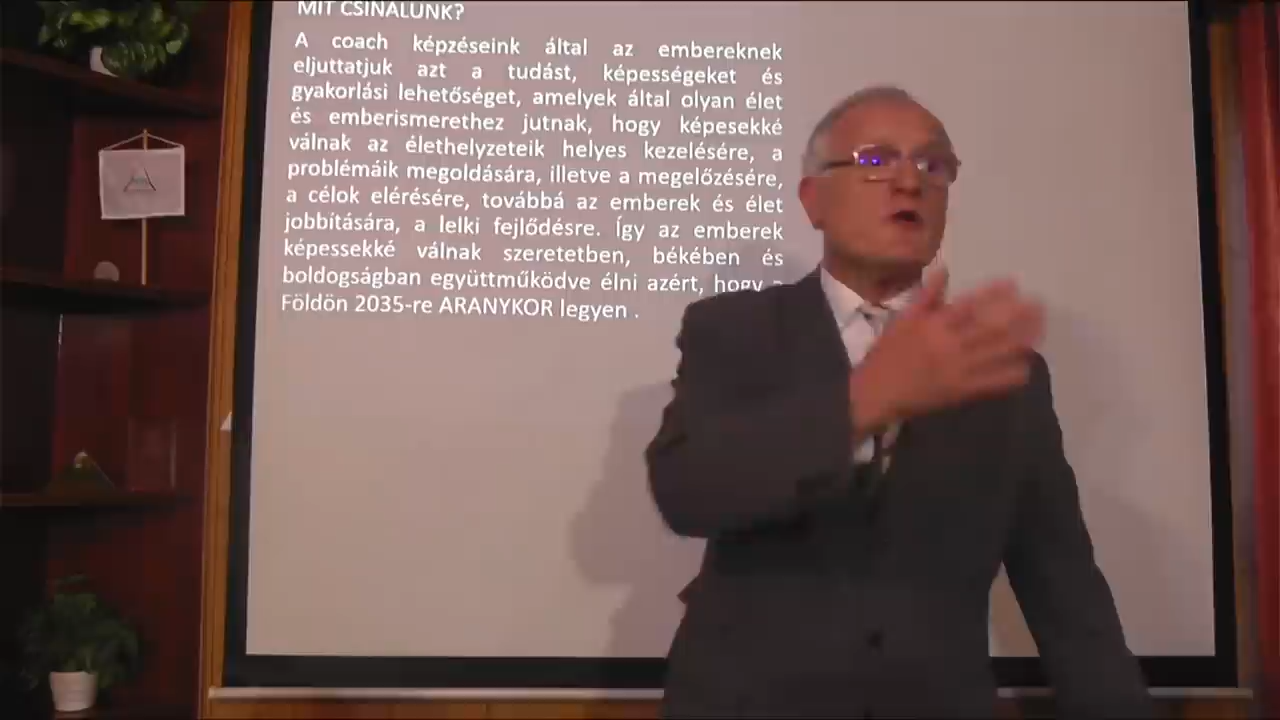 MIT CSINÁLUNK?
A coach képzéseink által az embereknek
eljuttatjuk azt a tudást, képességeket és
gyakorlási lehetőséget, amelyek által olyan élet
és emberismerethez jutnak, hogy képesekké
válnak az élethelyzeteik helyes kezelésére, a
problémáik megoldására, illetve a megelőzésére,
a célok elérésére, továbbá az emberek és élet
jobbítására, a lelki fejlődésre. Így az emberek
képessekké válnak szeretetben, békében és
boldogságban együttműködve élni azért, hogy a
Földön 2035-re ARANYKOR legyen .